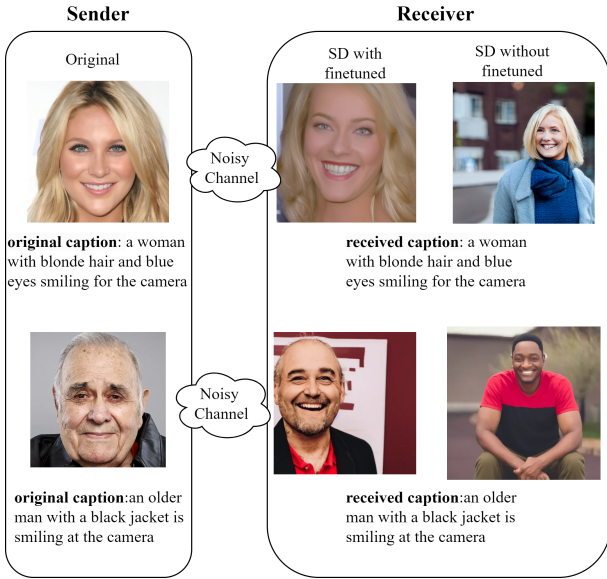 Sender
Receiver
Original
SD with
finetuned
SD without
finetuned
Noisy
Channel
original caption: a woman
with blonde hair and blue
eyes smiling for the camera
received caption: a woman
with blonde hair and blue
eyes smiling for the camera
Noisy
Channel
original caption:an older
man with a black jacket is
smiling at the camera
received caption:an older
man with a black jacket is
smiling at the camera